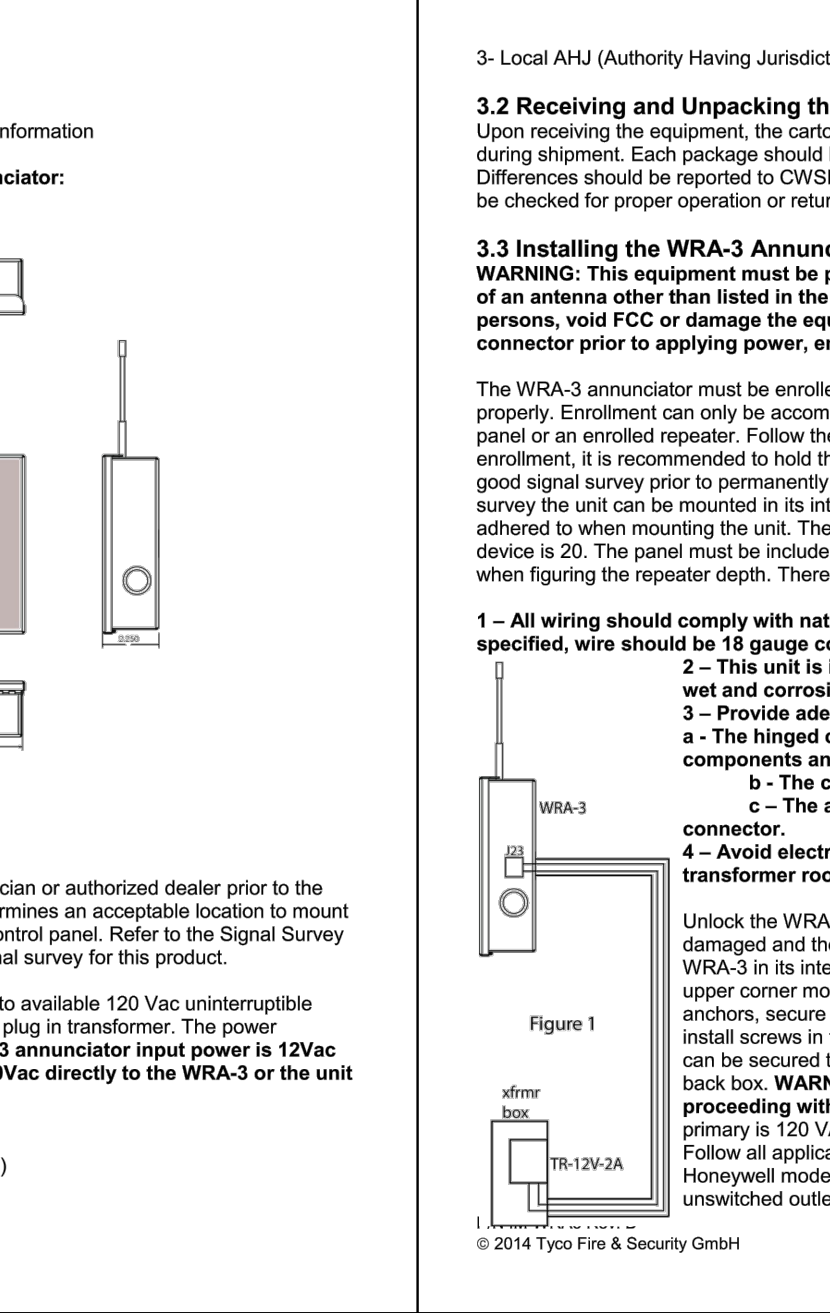 nformation
nciator:
2.250
cian or authorized dealer prior to the
ermines an acceptable location to mount
ontrol panel. Refer to the Signal Survey
nal survey for this product.
to available 120 Vac uninterruptible
plug in transformer. The power
3 annunciator input power is 12Vac
0Vac directly to the WRA-3 or the unit
)
3- Local AHJ (Authority Having Jurisdict
3.2 Receiving and Unpacking th
Upon receiving the equipment, the carto
during shipment. Each package should
Differences should be reported to CWSI
be checked for proper operation or retur
3.3 Installing the WRA-3 Annunc
WARNING: This equipment must be p
of an antenna other than listed in the
persons, void FCC or damage the equ
connector prior to applying power, en
The WRA-3 annunciator must be enrolle
properly. Enrollment can only be accom
panel or an enrolled repeater. Follow the
enrollment, it is recommended to hold th
good signal survey prior to permanently
survey the unit can be mounted in its int
adhered to when mounting the unit. The
device is 20. The panel must be include
when figuring the repeater depth. There
1 – All wiring should comply with nat
specified, wire should be 18 gauge co
2 – This unit is i
wet and corrosi
3 – Provide ade
a - The hinged c
components an
b - The c
c – The a
connector.
4 – Avoid electr
transformer roo
WRA-3
J23
Figure 1
xfrmr
box
TR-12V-2A
Unlock the WRA
damaged and the
WRA-3 in its inte
upper corner mo
anchors, secure
install screws in
can be secured t
back box. WARN
proceeding with
primary is 120 VA
Follow all applica
Honeywell mode
unswitched outle
© 2014 Tyco Fire & Security GmbH